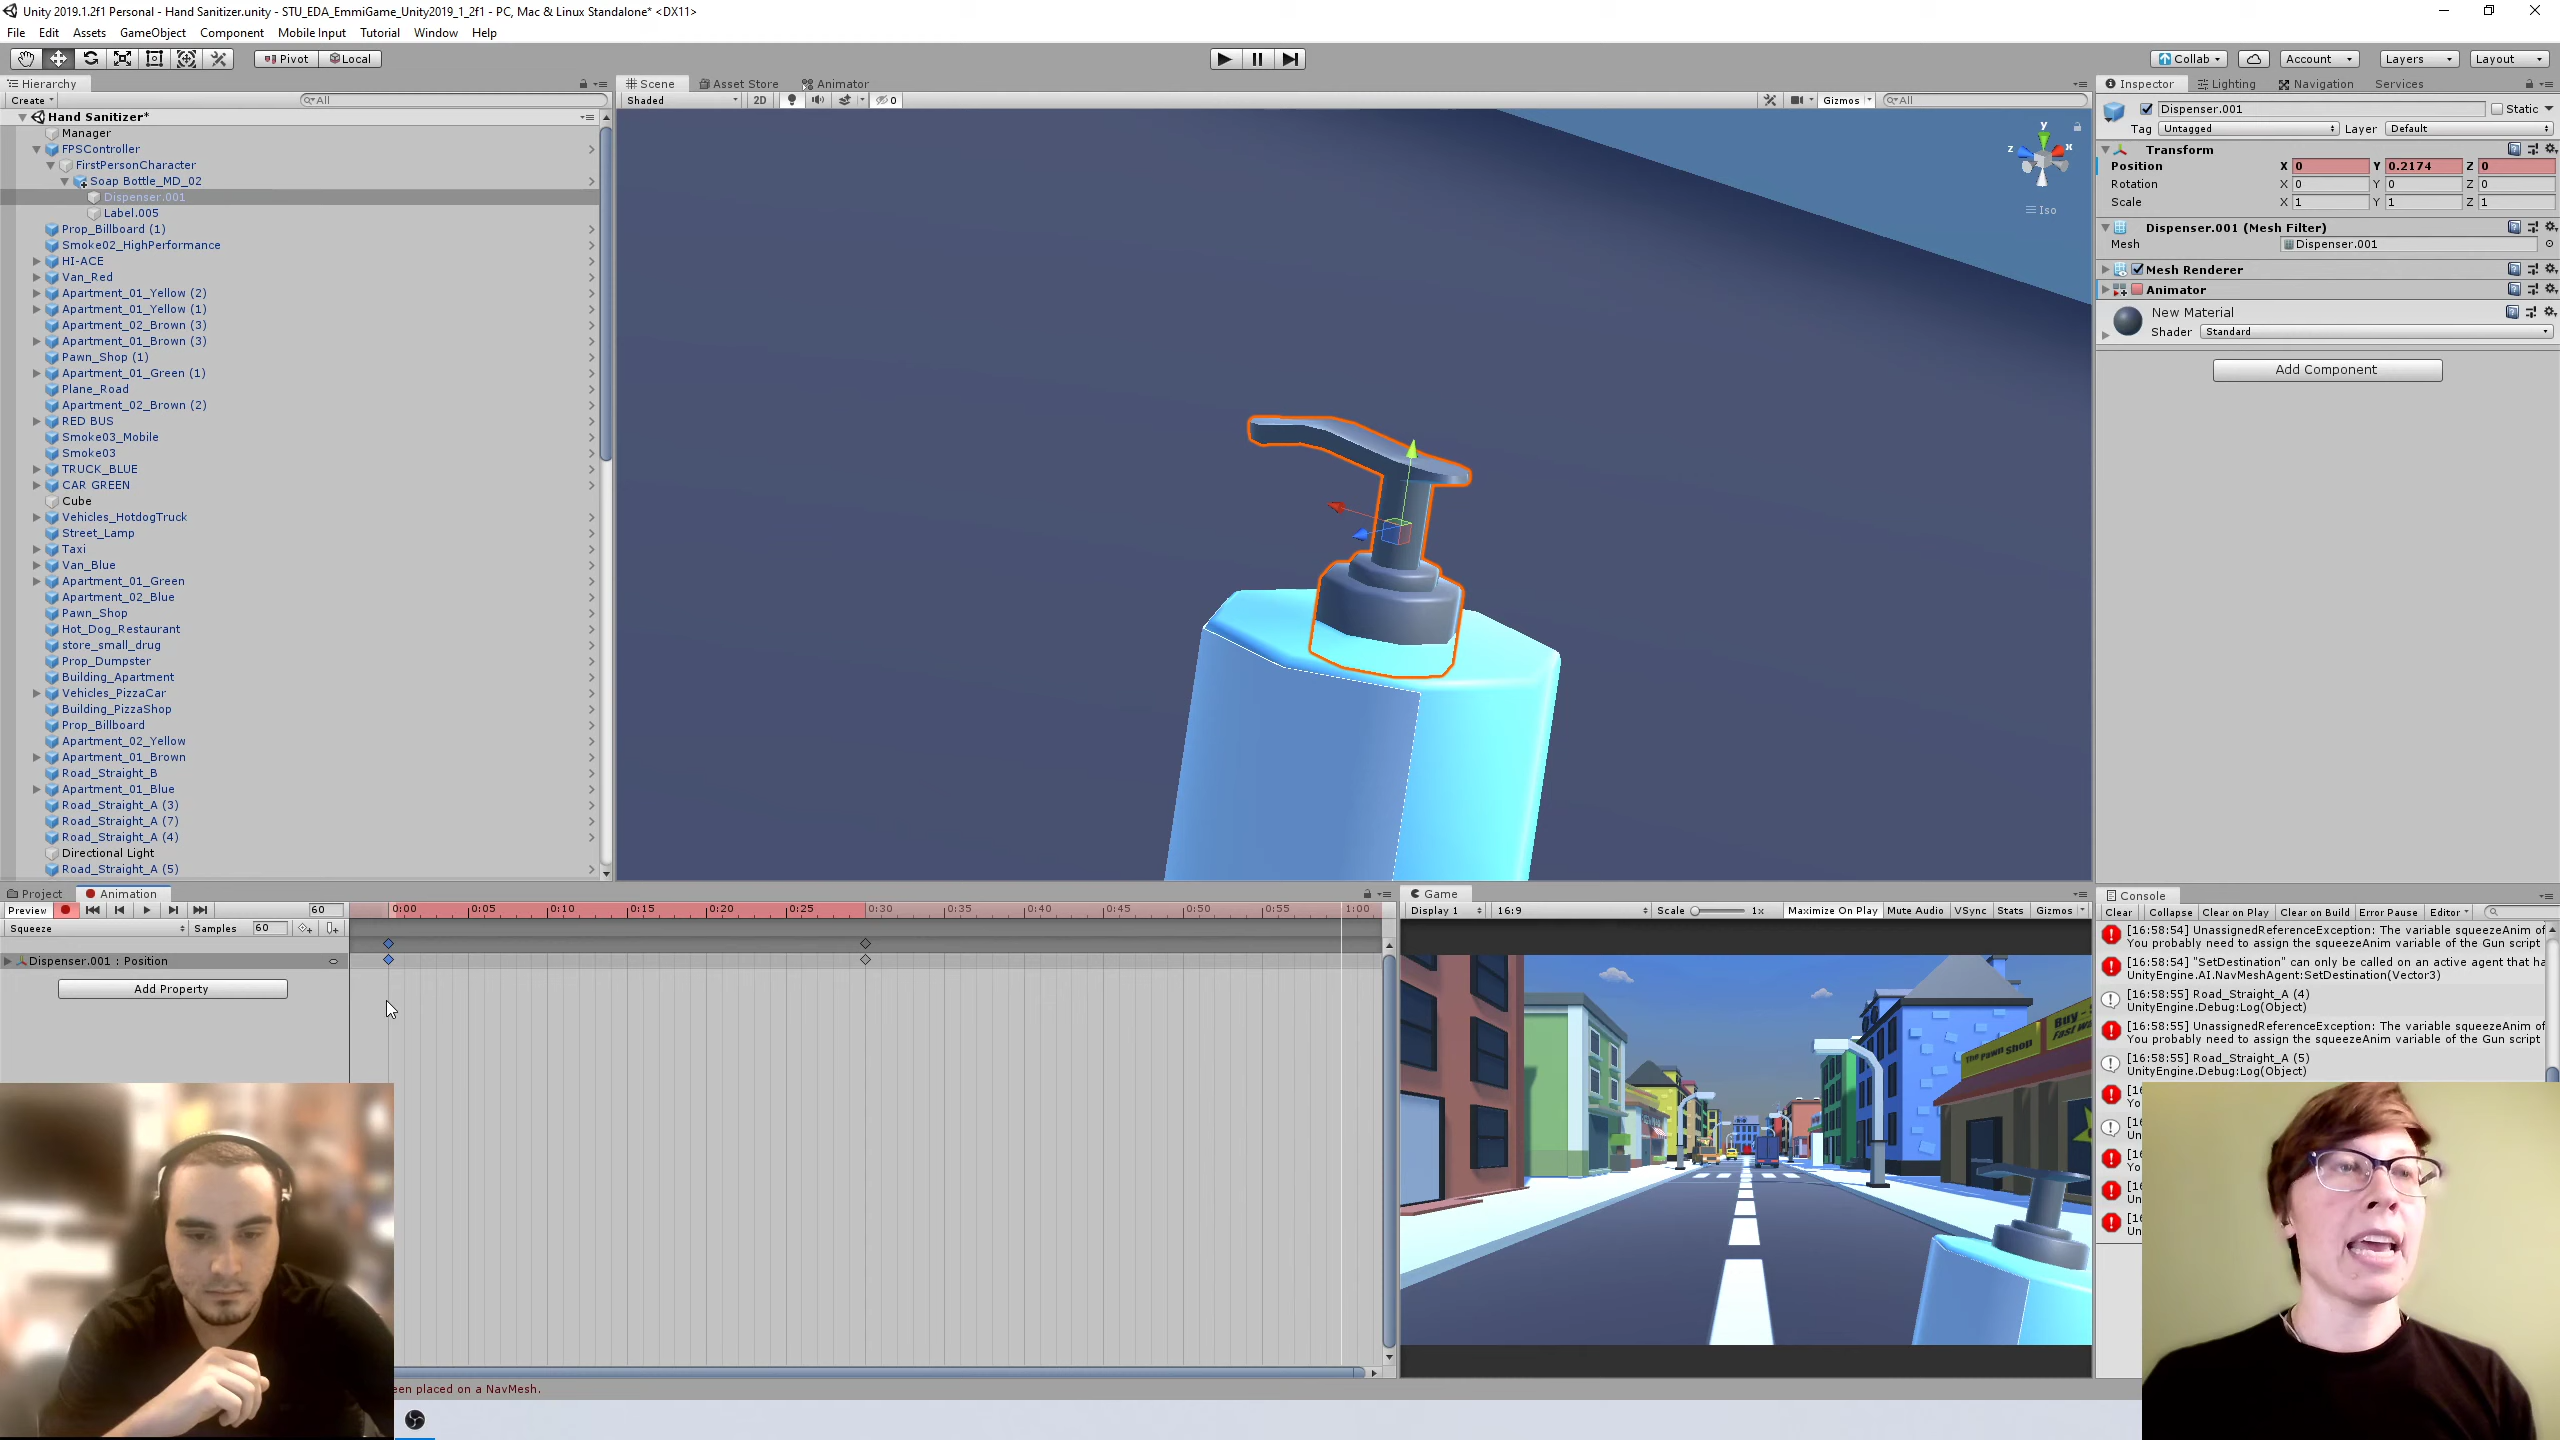 Unity 2019.1.2f1 Personal - Hand Sanitizer.unity - STU_EDA_EmmiGame_Unity2019_1_2f1 - PC, Mac & Linux Standalone* <DX11>
File Edit Assets GameObject Component Mobile Input Tutorial Window Help
Pivot Local Collab Account Layers Layout
Hierarchy
Create All
Hand Sanitizer*
Manager
FPSController
FirstPersonCharacter
Soap Bottle_MD_02
Dispenser.001
Label.005
Prop_Billboard (1)
Smoke02_HighPerformance
HI-ACE
Van_Red
Apartment_01_Yellow (2)
Apartment_01_Yellow (1)
Apartment_02_Brown (3)
Apartment_01_Brown (3)
Pawn_Shop (1)
Apartment_01_Green (1)
Plane_Road
Apartment_02_Brown (2)
RED BUS
Smoke03_Mobile
Smoke03
TRUCK_BLUE
CAR GREEN
Cube
Vehicles_HotdogTruck
Street_Lamp
Taxi
Van_Blue
Apartment_01_Green
Apartment_02_Blue
Pawn_Shop
Hot_Dog_Restaurant
store_small_drug
Prop_Dumpster
Building_Apartment
Vehicles_PizzaCar
Building_PizzaShop
Prop_Billboard
Apartment_02_Yellow
Apartment_01_Brown
Road_Straight_B
Apartment_01_Blue
Road_Straight_A (3)
Road_Straight_A (7)
Road_Straight_A (4)
Directional Light
Road_Straight_A (5)
Scene Asset Store Animator
Shaded 2D 0 Gizmos All
y
z x
Iso
Inspector Lighting Navigation Services
Dispenser.001 Static
Tag Untagged Layer Default
Transform
Position X 0 Y 0.2174 Z 0
Rotation X 0 Y 0 Z 0
Scale X 1 Y 1 Z 1
Dispenser.001 (Mesh Filter)
Mesh Dispenser.001
Mesh Renderer
Animator
New Material
Shader Standard
Add Component
Project Animation
Preview 60 0:00 0:05 0:10 0:15 0:20 0:25 0:30 0:35 0:40 0:45 0:50 0:55 1:00
Squeeze Samples 60
Dispenser.001 : Position
Add Property
een placed on a NavMesh.
Game
Display 1 16:9 Scale 1x Maximize On Play Mute Audio VSync Stats Gizmos
Buy -
Fast
The Pawn Shop
Console
Clear Collapse Clear on Play Clear on Build Error Pause Editor
[16:58:54] UnassignedReferenceException: The variable squeezeAnim of
You probably need to assign the squeezeAnim variable of the Gun script
[16:58:54] "SetDestination" can only be called on an active agent that ha
UnityEngine.AI.NavMeshAgent:SetDestination(Vector3)
[16:58:55] Road_Straight_A (4)
UnityEngine.Debug:Log(Object)
[16:58:55] UnassignedReferenceException: The variable squeezeAnim of
You probably need to assign the squeezeAnim variable of the Gun script
[16:58:55] Road_Straight_A (5)
UnityEngine.Debug:Log(Object)